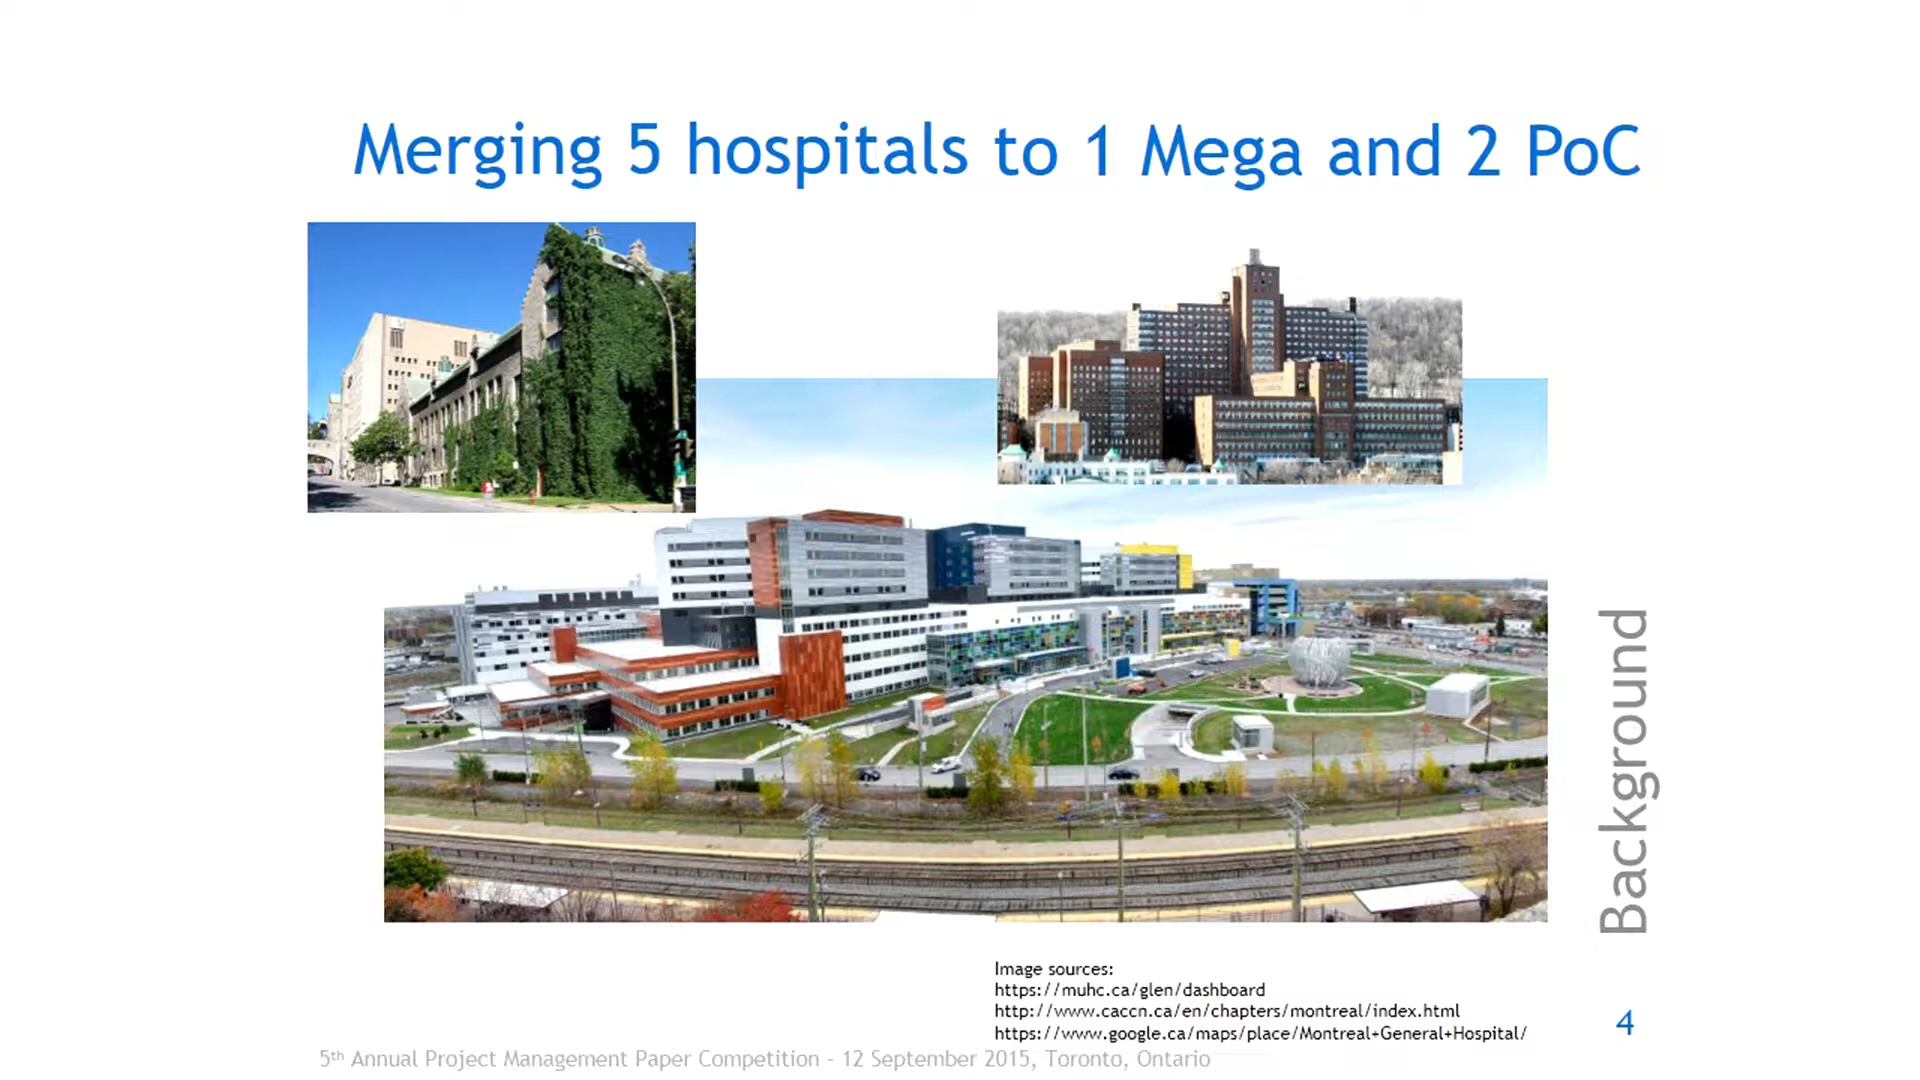 Merging 5 hospitals to 1 Mega and 2 PoC
Background
Image sources:
https://muhc.ca/glen/dashboard
http://www.caccn.ca/en/chapters/montreal/index.html
https://www.google.ca/maps/place/Montreal+General+Hospital/
4
5th Annual Project Management Paper Competition - 12 September 2015, Toronto, Ontario